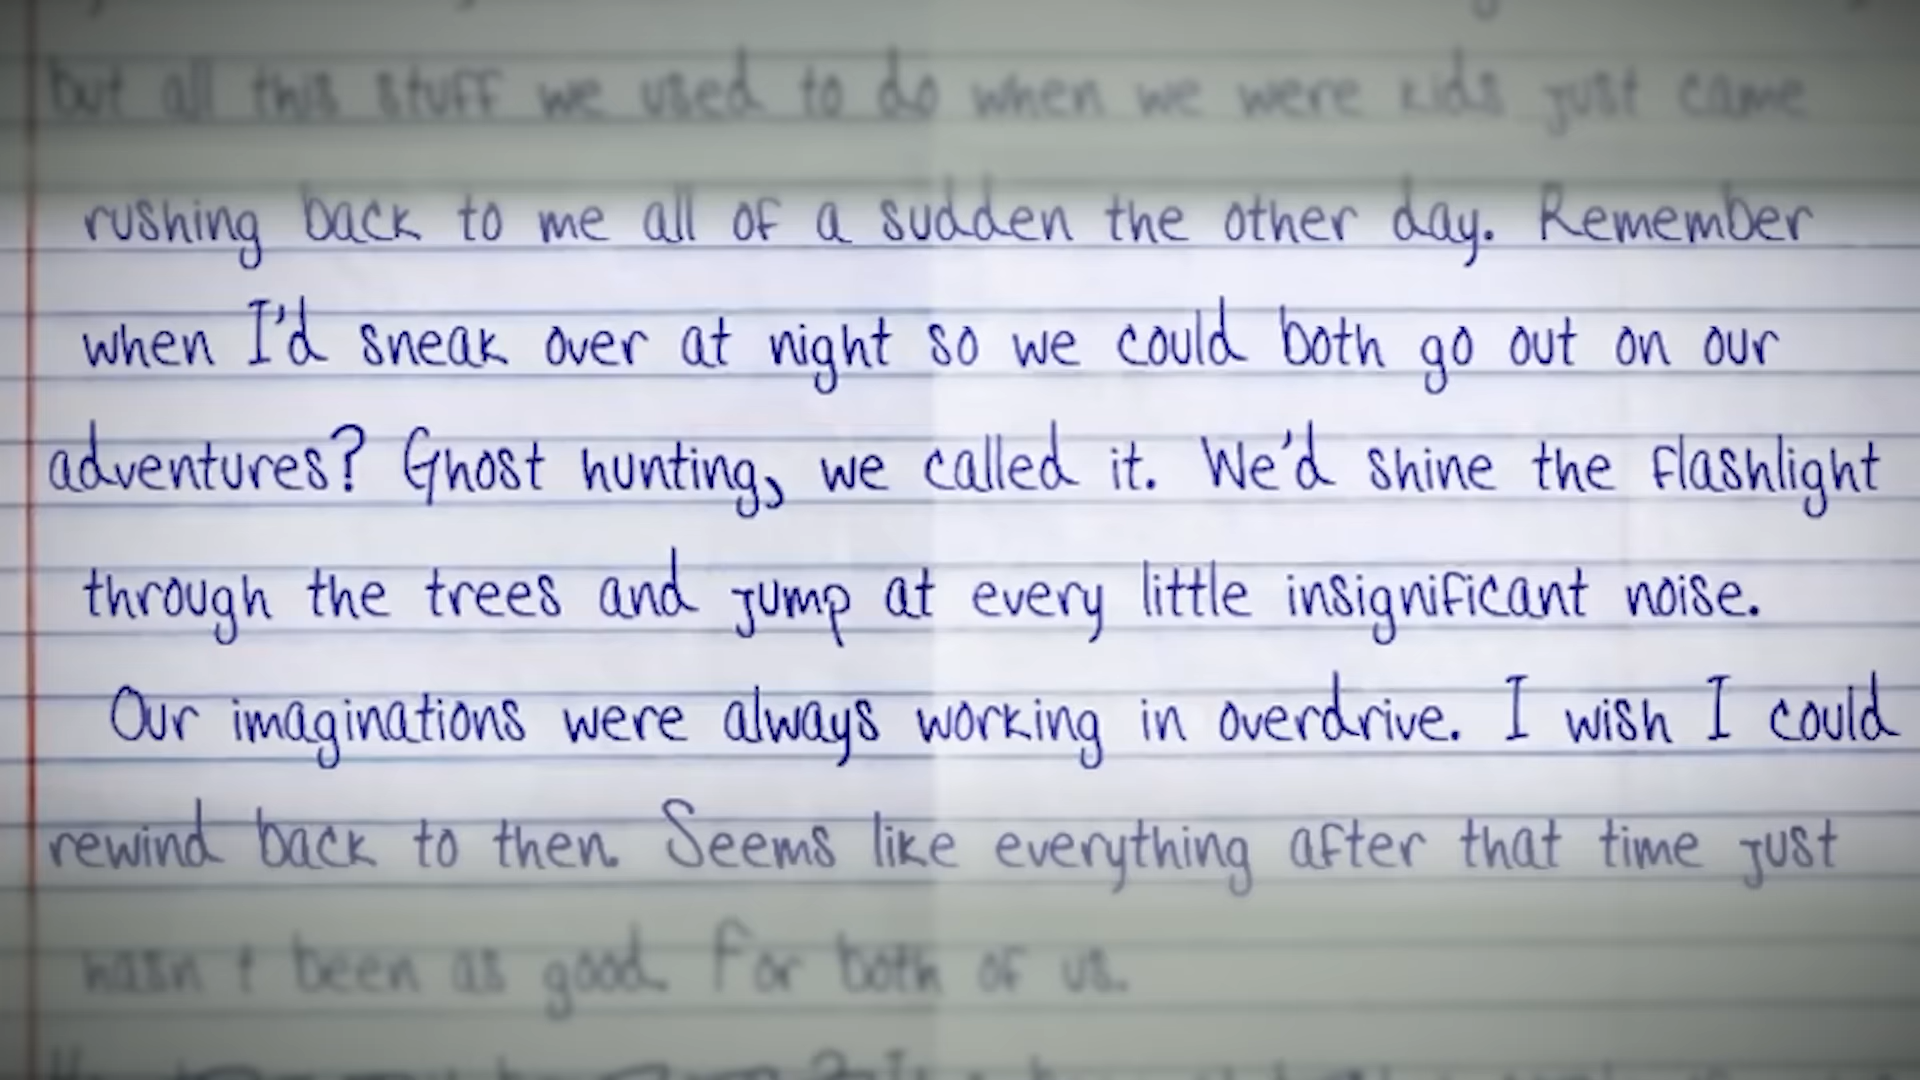 but all this stuff we used to do when we were kids just came
rushing back to me all of a sudden the other day. Remember
when I'd sneak over at night so we could both go out on our
adventures? Ghost hunting, we called it. We'd shine the flashlight
through the trees and jump at every little insignificant noise.
Our imaginations were always working in overdrive. I wish I could
rewind back to then. Seems like everything after that time just
hasn't been as good. For both of us.